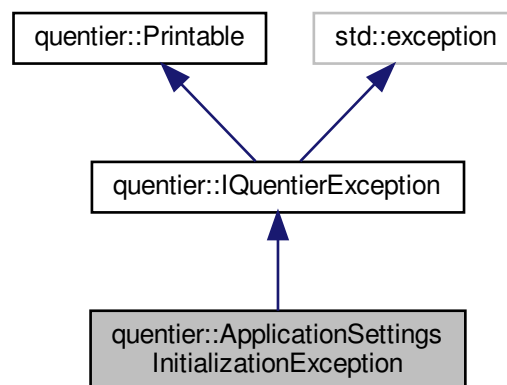 quentier::Printable
std::exception
quentier::IQuentierException
quentier::ApplicationSettings
InitializationException